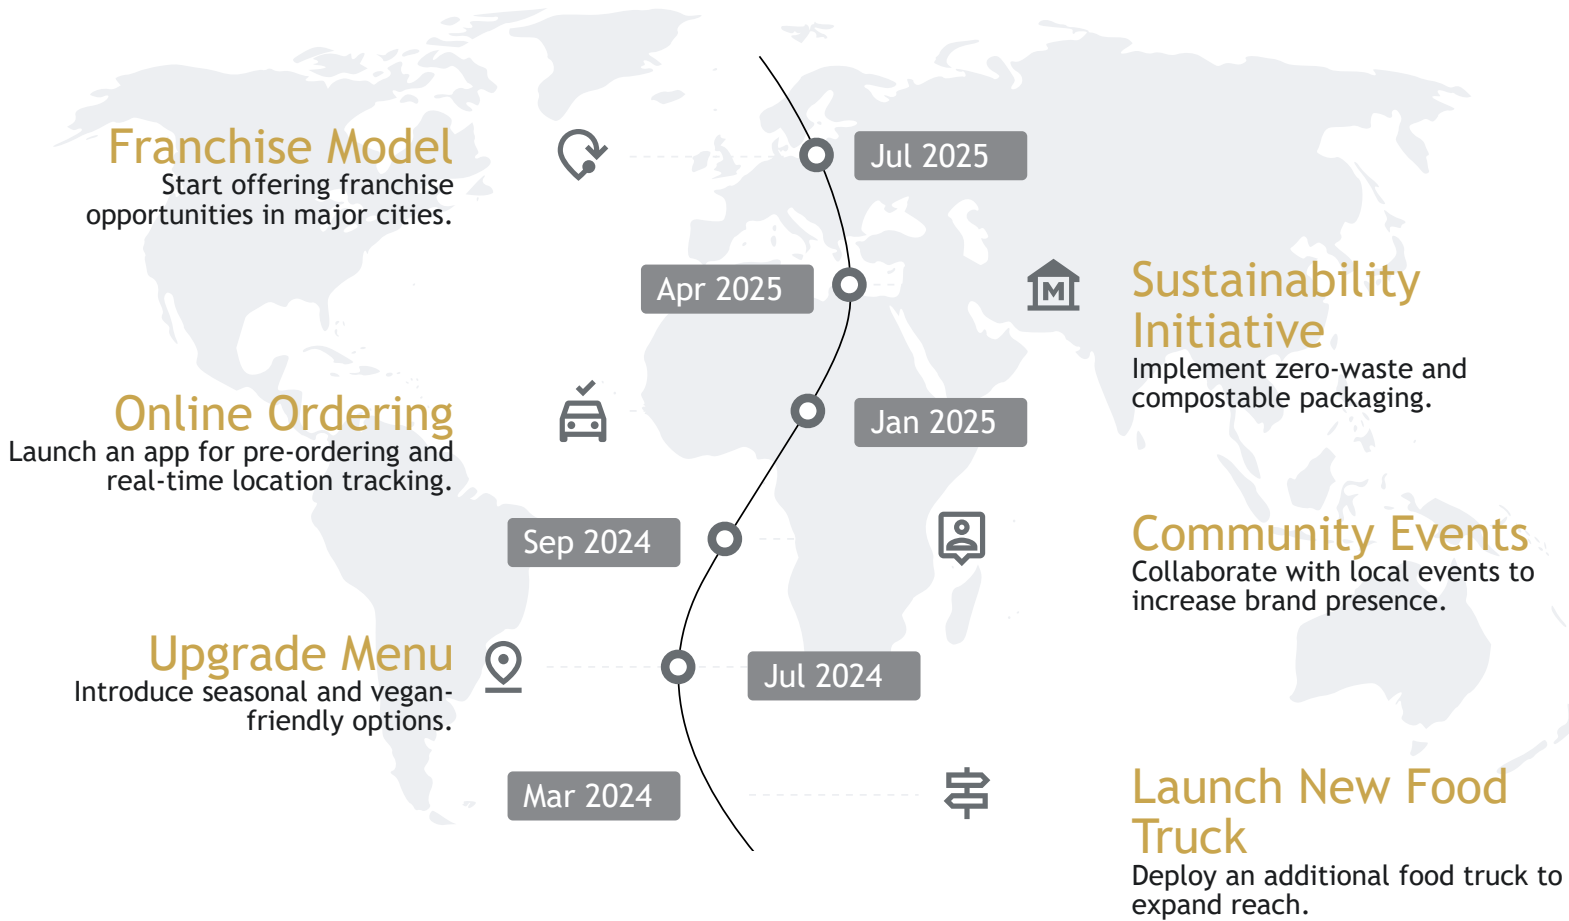 Franchise Model
Start offering franchise
opportunities in major cities.
Jul 2025
Apr 2025
Sustainability
Initiative
Implement zero-waste and
compostable packaging.
Online Ordering
Launch an app for pre-ordering and
real-time location tracking.
Jan 2025
Sep 2024
M
Community Events
Collaborate with local events to
increase brand presence.
Upgrade Menu
Introduce seasonal and vegan-
friendly options.
Jul 2024
Mar 2024
Launch New Food
Truck
Deploy an additional food truck to
expand reach.